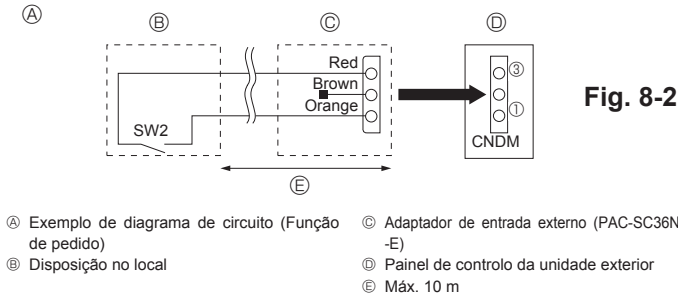 Ⓐ
Ⓑ
Ⓒ
Ⓓ
Red
Brown
Orange
SW2
③
①
CNDM
Fig. 8-2
Ⓔ
Ⓐ Exemplo de diagrama de circuito (Função
de pedido)
Ⓑ Disposição no local
Ⓒ Adaptador de entrada externo (PAC-SC36N
-E)
Ⓓ Painel de controlo da unidade exterior
Ⓔ Máx. 10 m